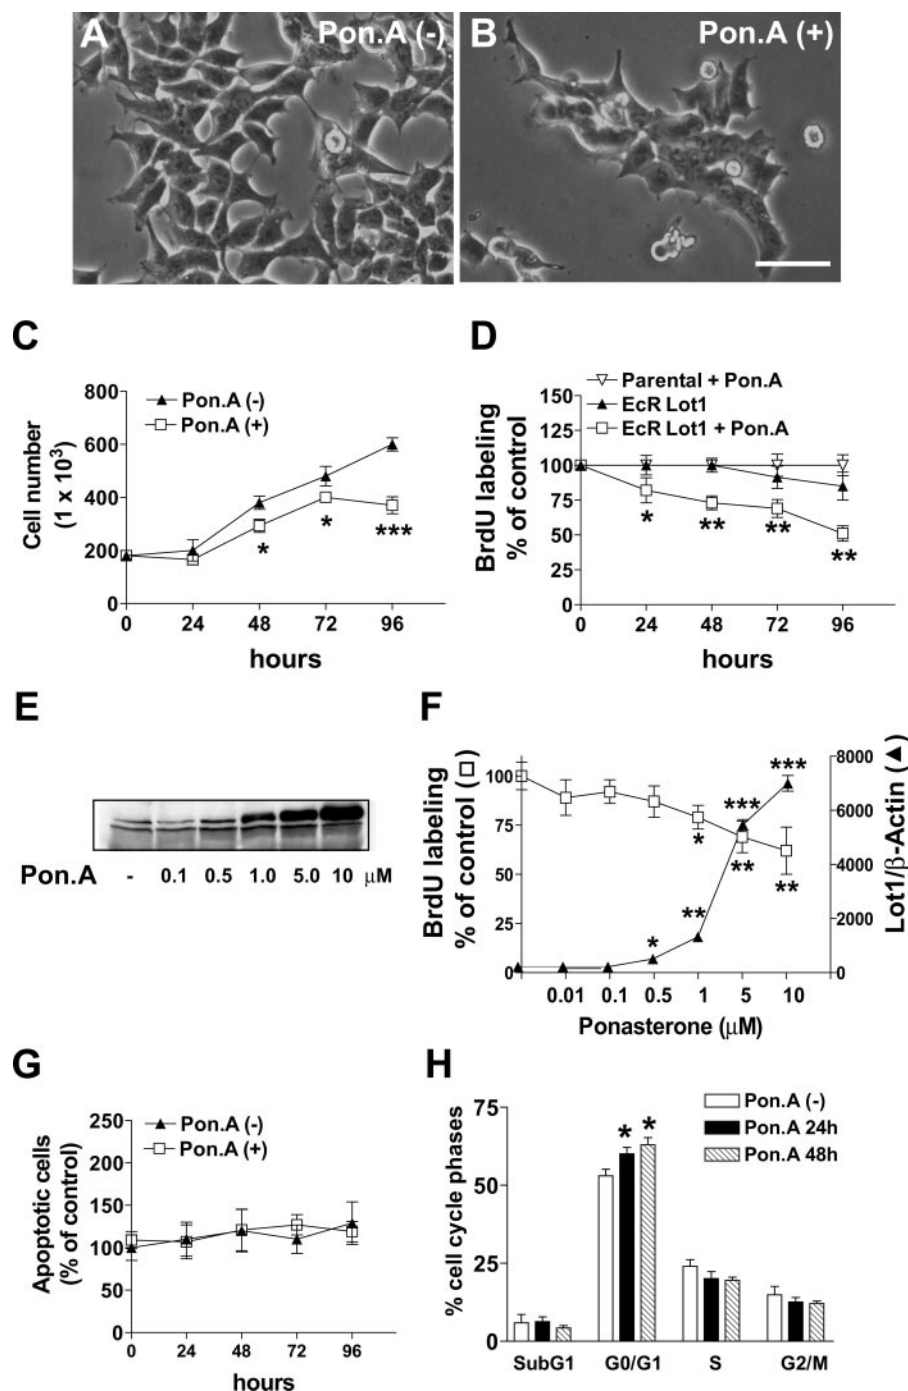 A Pon.A (-)
B Pon.A (+)
C
Cell number
(1 x 10³)
800
600
400
200
0
Pon.A (-)
Pon.A (+)
*
*
***
0 24 48 72 96
hours
D
BrdU labeling
% of control
Parental + Pon.A
EcR Lot1
EcR Lot1 + Pon.A
150
125
100
75
50
25
0
*
**
**
**
0 24 48 72 96
hours
E
Pon.A - 0.1 0.5 1.0 5.0 10 μM
F
BrdU labeling
% of control (□)
100
75
50
25
0
*
**
***
***
*
**
**
8000
6000
4000
2000
0
Lot1/β-Actin (▲)
0.01 0.1 0.5 1 5 10
Ponasterone (μM)
G
Apoptotic cells
(% of control)
250
200
150
100
50
0
Pon.A (-)
Pon.A (+)
0 24 48 72 96
hours
H
% cell cycle phases
75
50
25
0
Pon.A (-)
Pon.A 24h
Pon.A 48h
* *
SubG1 G0/G1 S G2/M